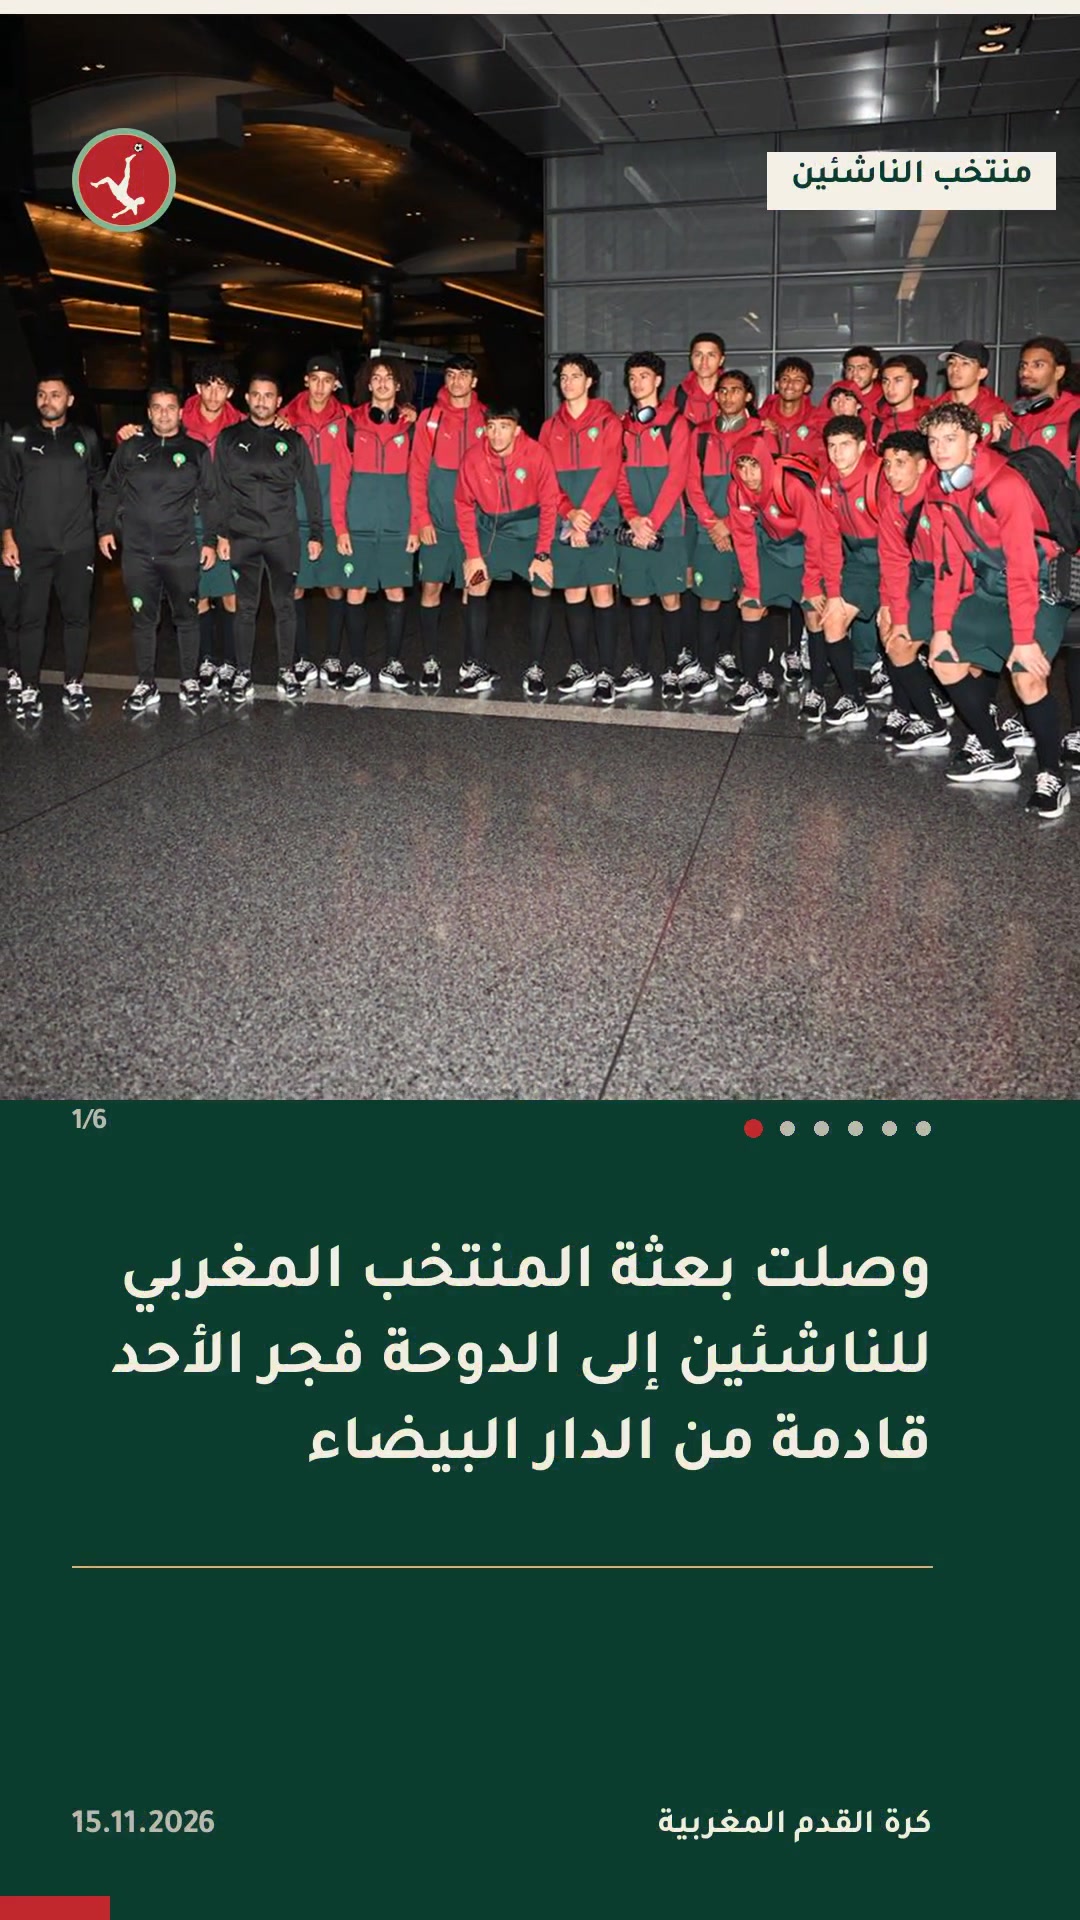 منتخب الناشئين
1/6
وصلت بعثة المنتخب المغربي
للناشئين إلى الدوحة فجر الأحد
قادمة من الدار البيضاء
كرة القدم المغربية
15.11.2026